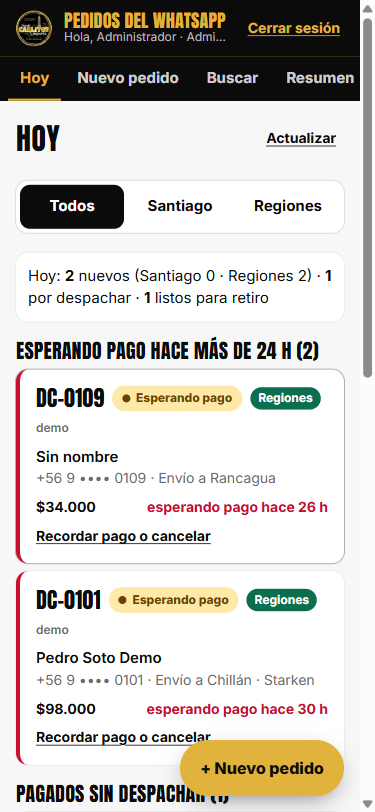 PEDIDOS DEL WHATSAPP
Hola, Administrador · Admi...
Cerrar sesión
Hoy
Nuevo pedido
Buscar
Resumen
HOY
Actualizar
Todos
Santiago
Regiones
Hoy: 2 nuevos (Santiago 0 · Regiones 2) · 1
por despachar · 1 listos para retiro
ESPERANDO PAGO HACE MÁS DE 24 H (2)
DC-0109
Esperando pago
Regiones
demo
Sin nombre
+56 9 •••• 0109 · Envío a Rancagua
$34.000
esperando pago hace 26 h
Recordar pago o cancelar
DC-0101
Esperando pago
Regiones
demo
Pedro Soto Demo
+56 9 •••• 0101 · Envío a Chillán · Starken
$98.000
esperando pago hace 30 h
Recordar pago o cancelar
+ Nuevo pedido
PAGADOS SIN DESPACHAR (1)